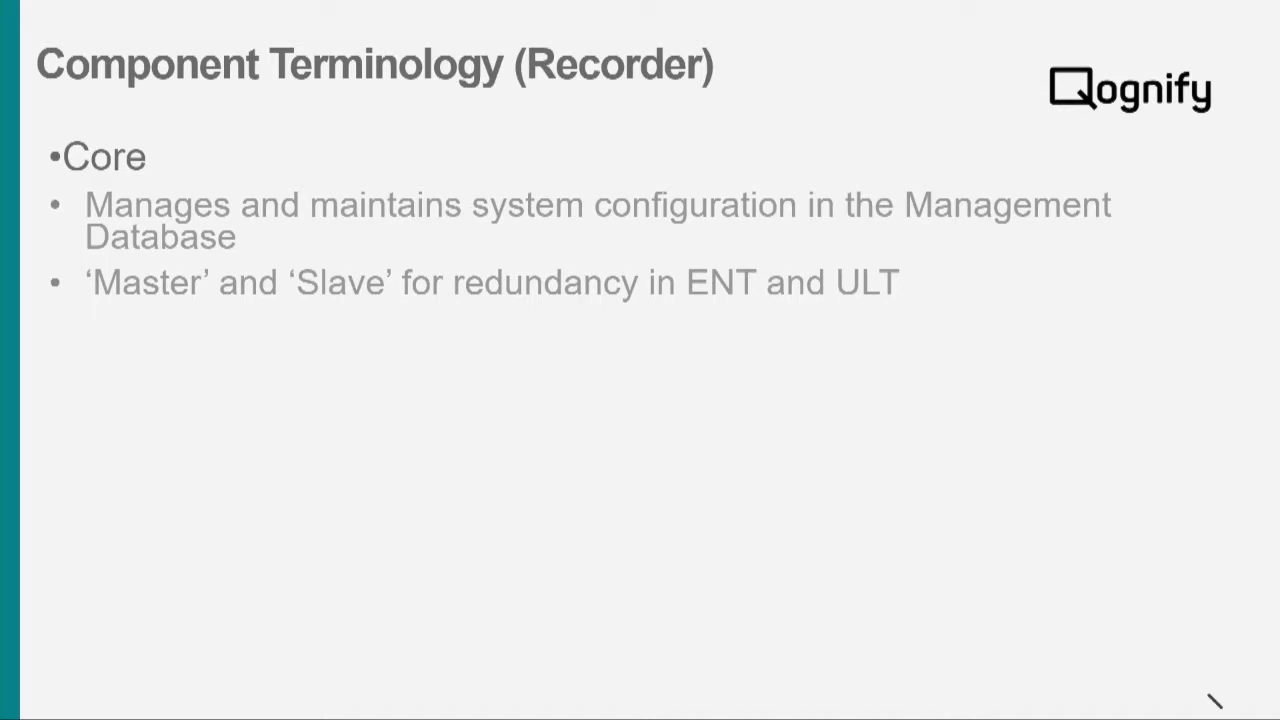 Component Terminology (Recorder)
Qognify
•Core
• Manages and maintains system configuration in the Management
Database
• ‘Master’ and ‘Slave’ for redundancy in ENT and ULT